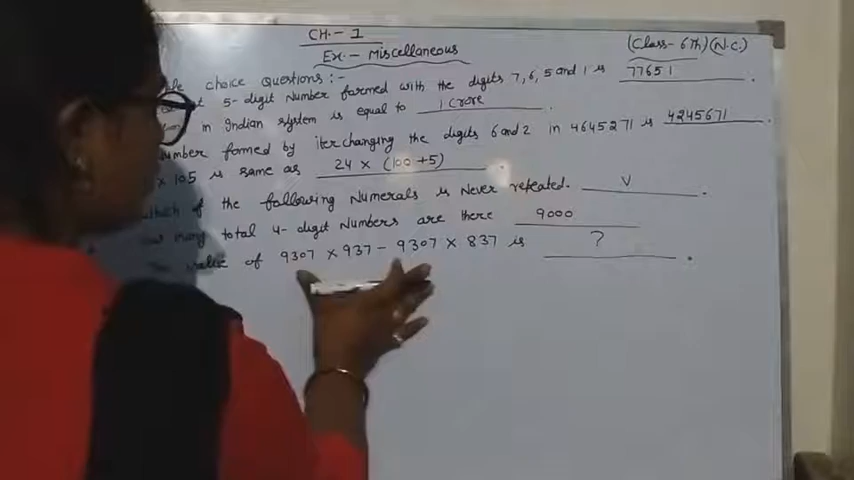 CH.- 1
Ex.- Miscellaneous
(Class- 6th) (N.C.)
choice Questions :-
5-digit Number formed with the digits 7, 6, 5 and 1 is 77651.
in Indian system is equal to 1 Crore.
Number formed by iterchanging the digits 6 and 2 in 4645271 is 4245671.
x 105 is same as 24 x (100 +5).
which of the following Numerals is Never repeated. V.
many total 4-digit Numbers are there 9000
value of 9307 x 937 - 9307 x 837 is ?.